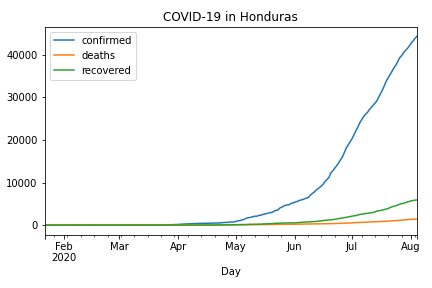 COVID-19 in Honduras
confirmed
deaths
recovered
40000
30000
20000
10000
0
Feb Mar Apr May Jun Jul Aug
2020
Day